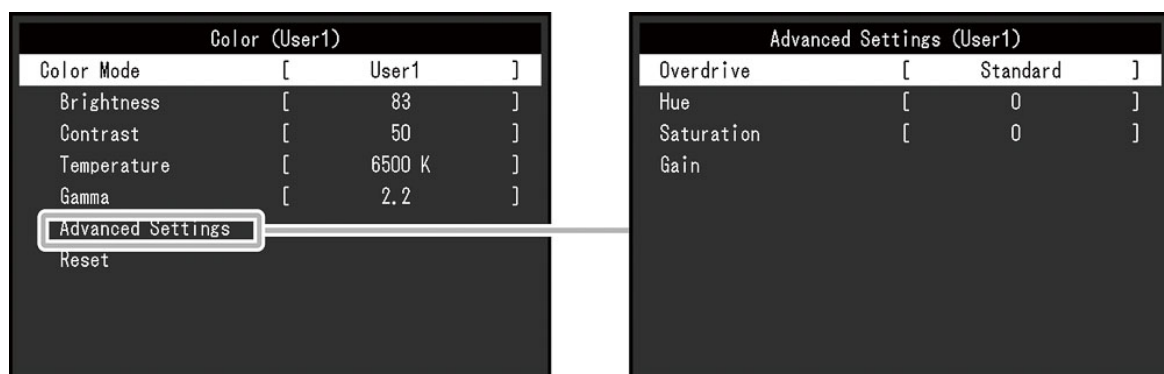 Color (User1)
Color Mode [ User1 ]
Brightness [ 83 ]
Contrast [ 50 ]
Temperature [ 6500 K ]
Gamma [ 2.2 ]
Advanced Settings
Reset
Advanced Settings (User1)
Overdrive [ Standard ]
Hue [ 0 ]
Saturation [ 0 ]
Gain